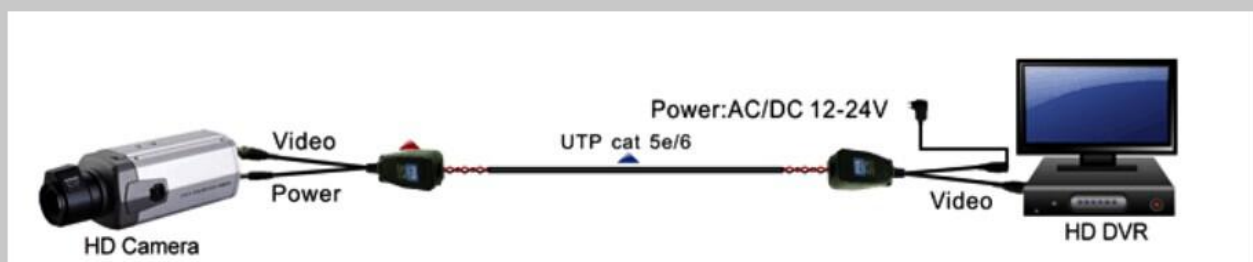 Video
Power
HD Camera
UTP cat 5e/6
Power:AC/DC 12-24V
Video
HD DVR